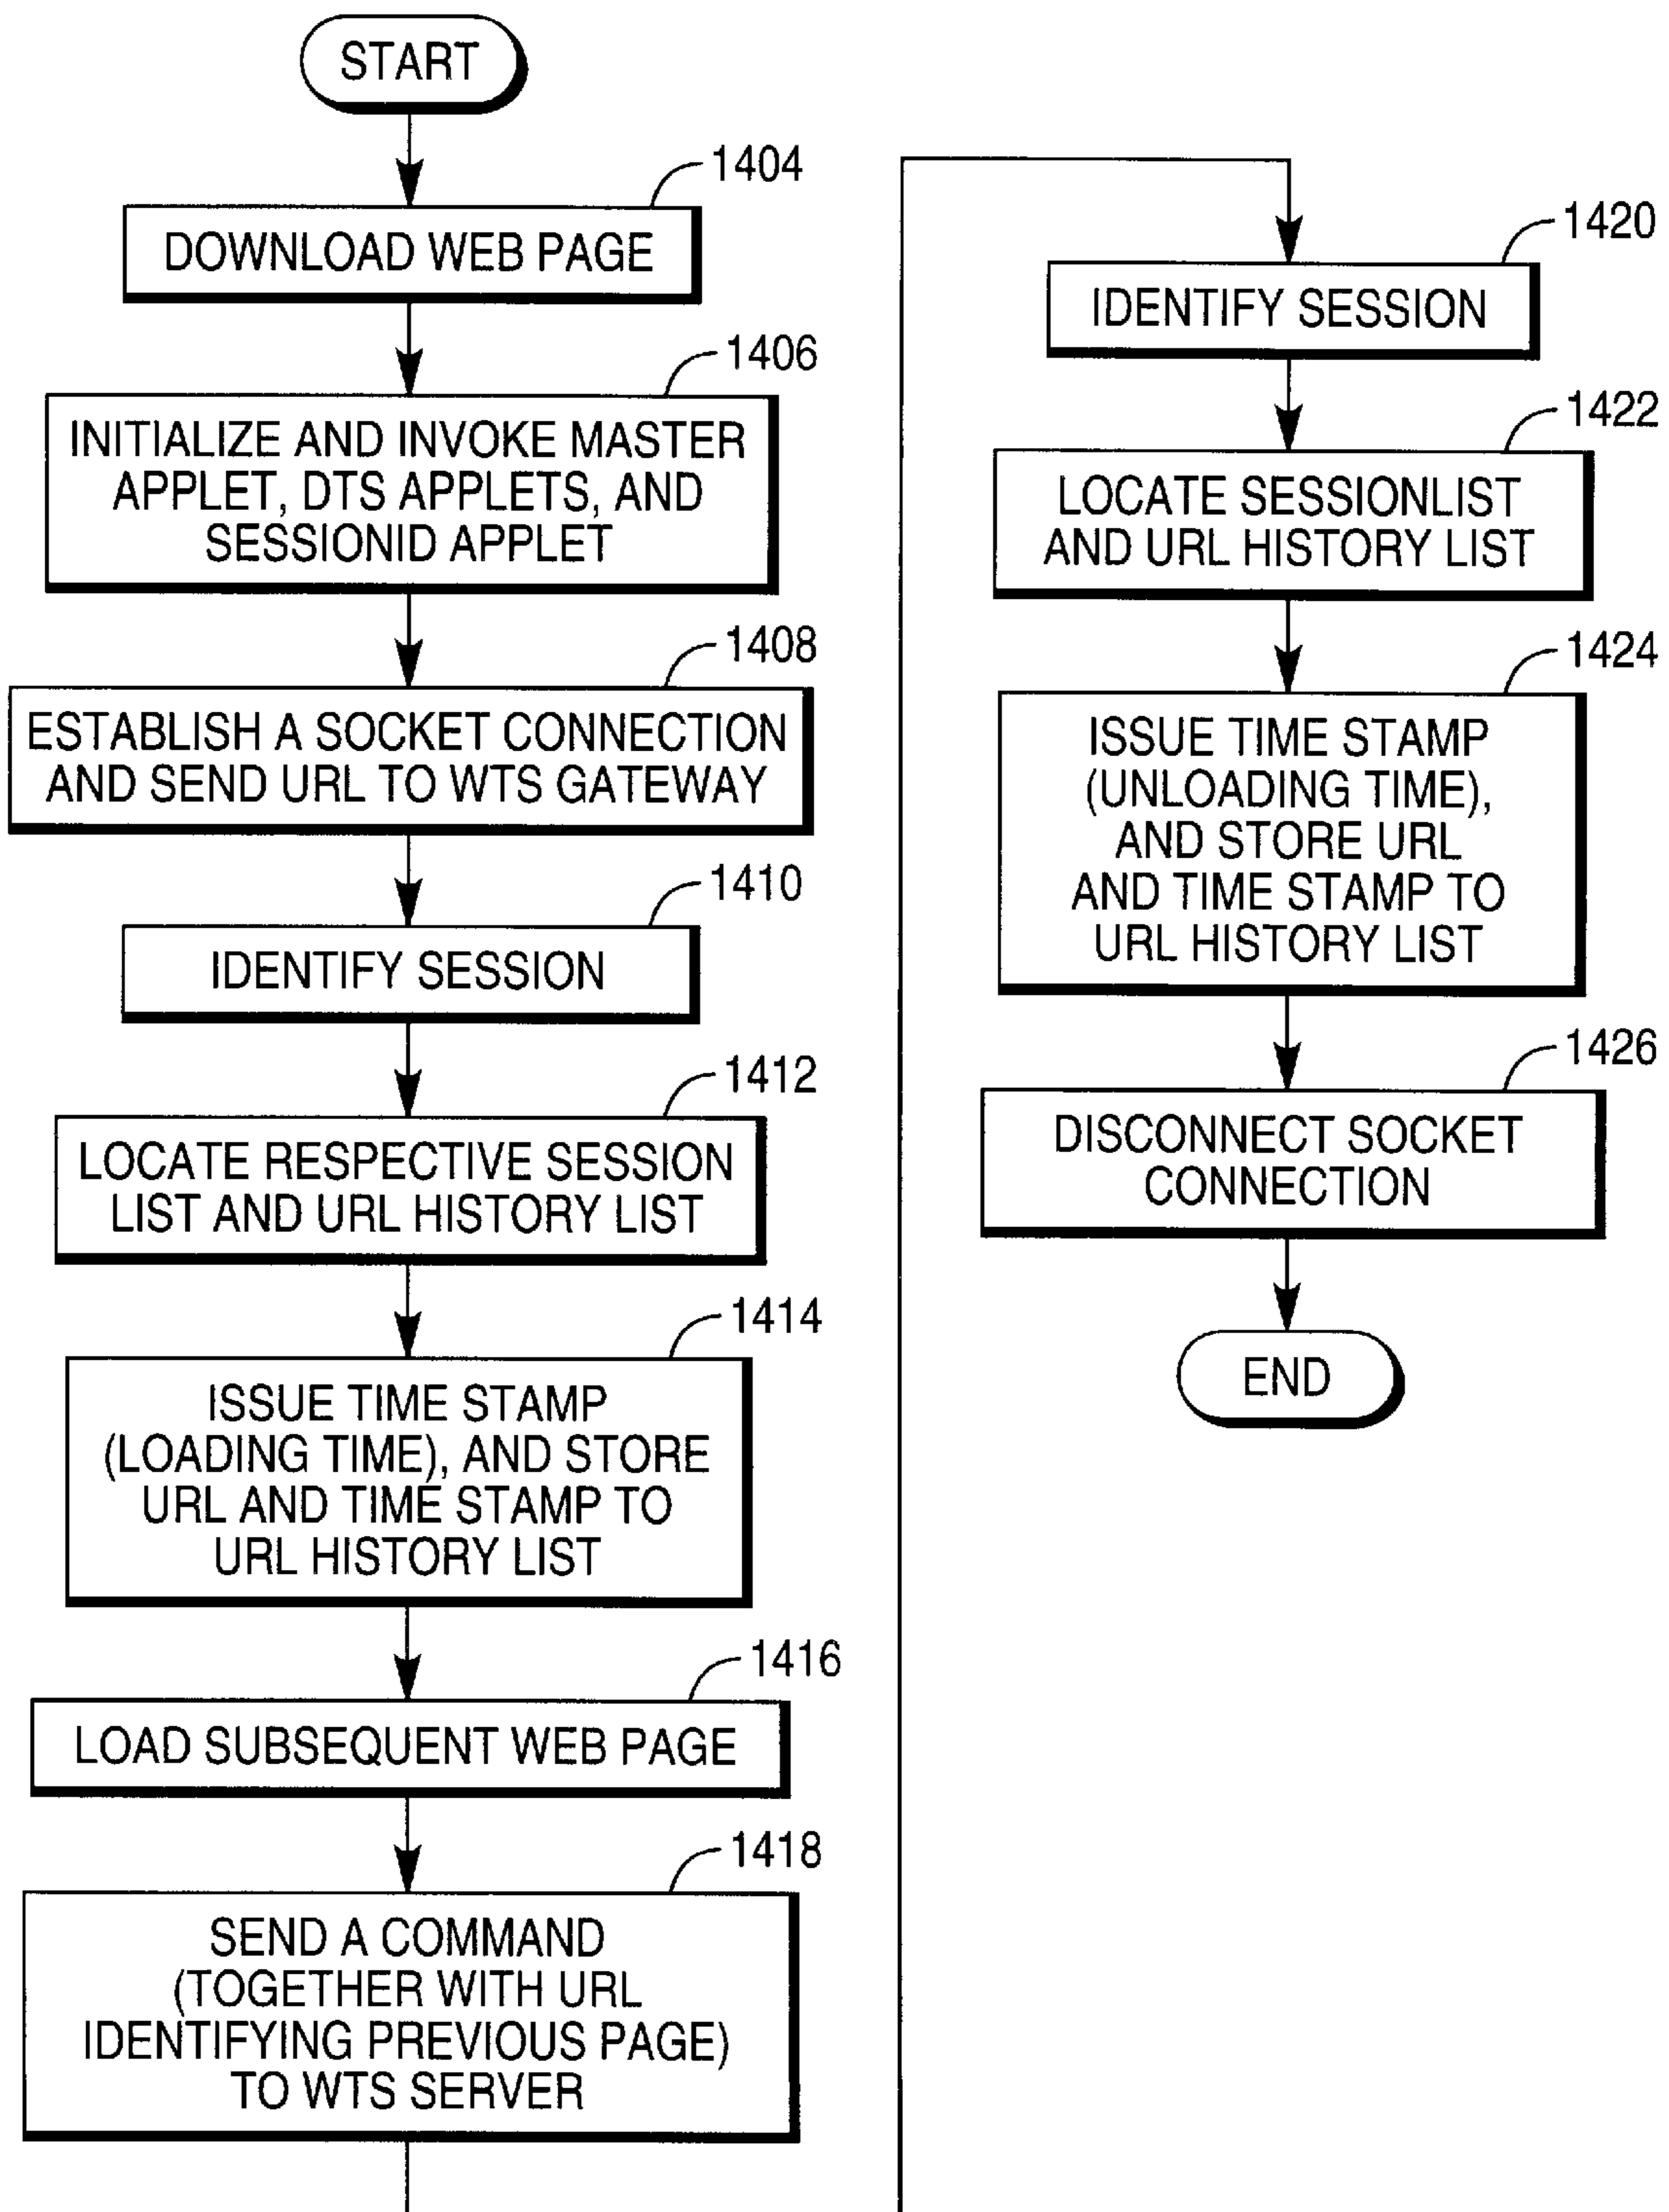 START
1404
DOWNLOAD WEB PAGE
1406
INITIALIZE AND INVOKE MASTER
APPLET, DTS APPLETS, AND
SESSIONID APPLET
1408
ESTABLISH A SOCKET CONNECTION
AND SEND URL TO WTS GATEWAY
1410
IDENTIFY SESSION
1412
LOCATE RESPECTIVE SESSION
LIST AND URL HISTORY LIST
1414
ISSUE TIME STAMP
(LOADING TIME), AND STORE
URL AND TIME STAMP TO
URL HISTORY LIST
1416
LOAD SUBSEQUENT WEB PAGE
1418
SEND A COMMAND
(TOGETHER WITH URL
IDENTIFYING PREVIOUS PAGE)
TO WTS SERVER
1420
IDENTIFY SESSION
1422
LOCATE SESSIONLIST
AND URL HISTORY LIST
1424
ISSUE TIME STAMP
(UNLOADING TIME),
AND STORE URL
AND TIME STAMP TO
URL HISTORY LIST
1426
DISCONNECT SOCKET
CONNECTION
END